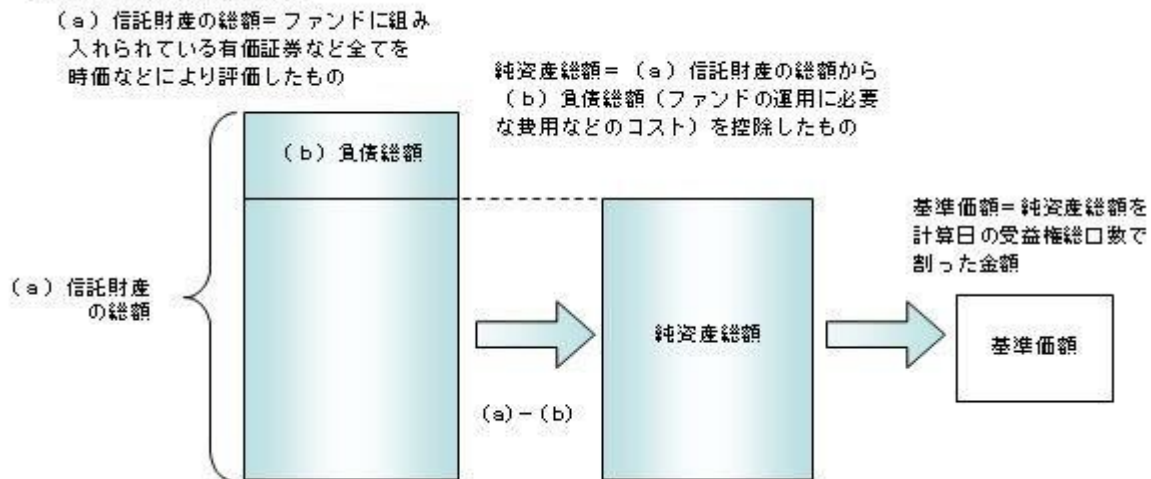 （a）信託財産の総額＝ファンドに組み
入れられている有価証券など全てを
時価などにより評価したもの
純資産総額＝（a）信託財産の総額から
（b）負債総額（ファンドの運用に必要
な費用などのコスト）を控除したもの
（b）負債総額
基準価額＝純資産総額を
計算日の受益権総口数で
割った金額
（a）信託財産
の総額
純資産総額
基準価額
（a）－（b）